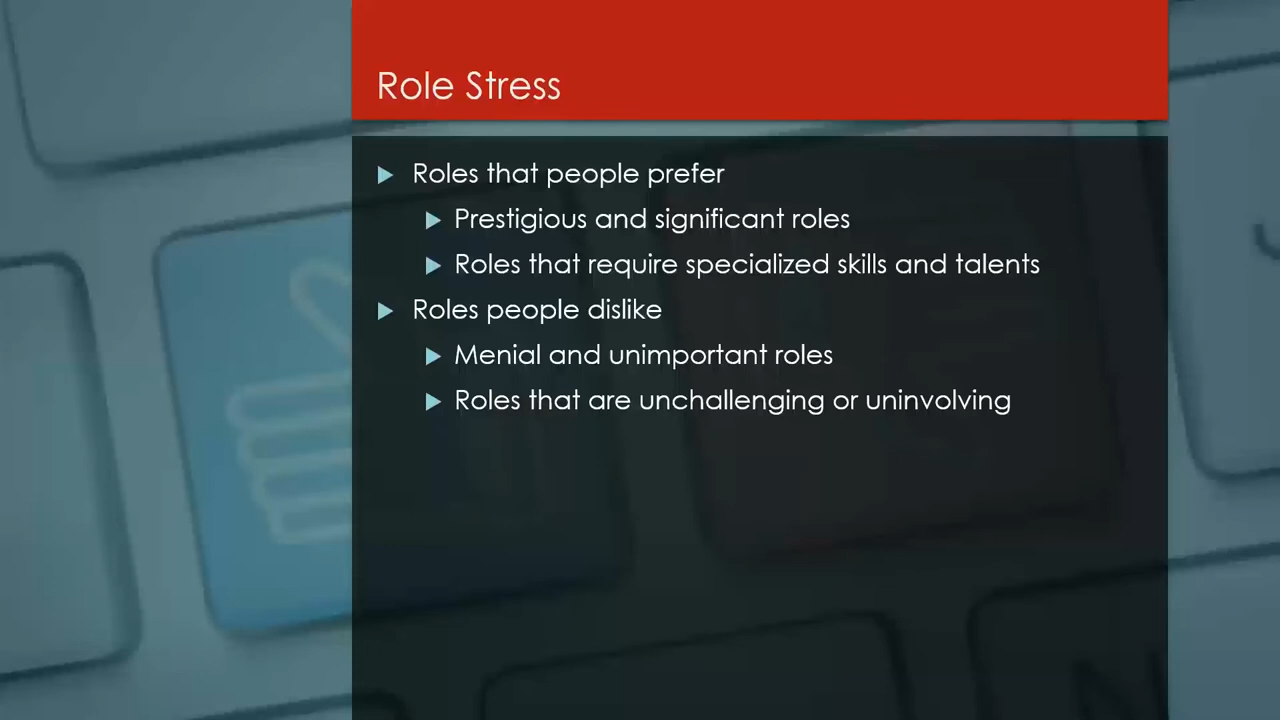 Role Stress
Roles that people prefer
Prestigious and significant roles
Roles that require specialized skills and talents
Roles people dislike
Menial and unimportant roles
Roles that are unchallenging or uninvolving